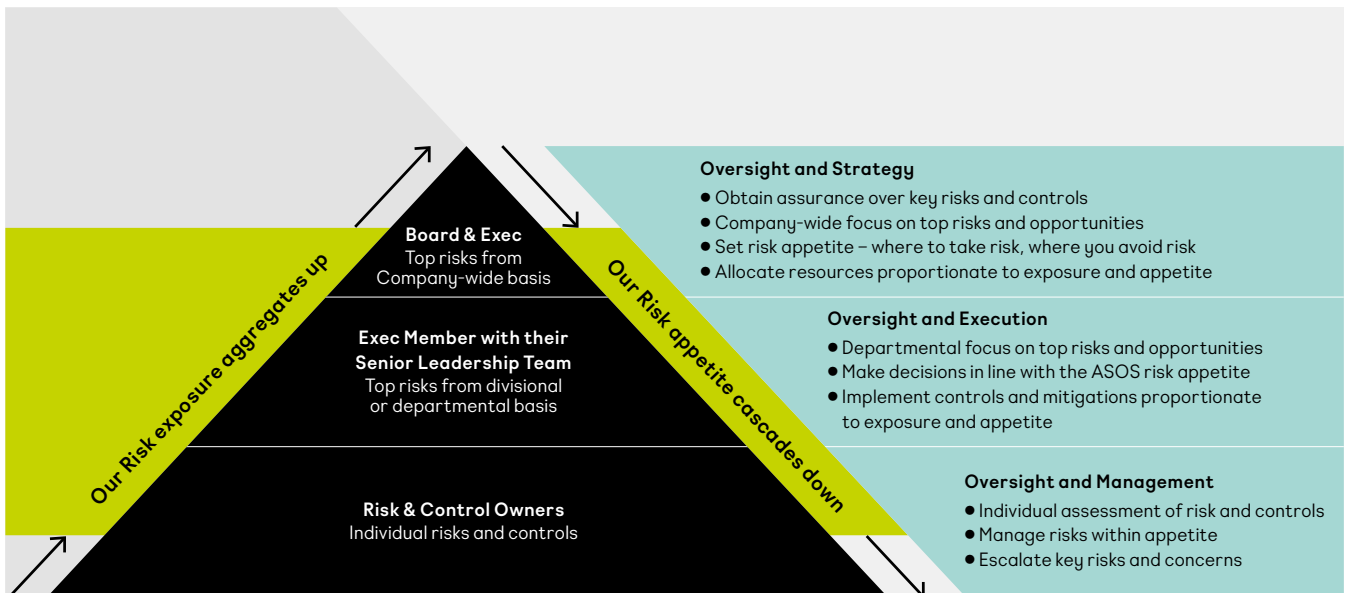 Our Risk exposure aggregates up
Board & Exec
Top risks from
Company-wide basis
Exec Member with their
Senior Leadership Team
Top risks from divisional
or departmental basis
Risk & Control Owners
Individual risks and controls
Our Risk appetite cascades down
Oversight and Strategy
● Obtain assurance over key risks and controls
● Company-wide focus on top risks and opportunities
● Set risk appetite – where to take risk, where you avoid risk
● Allocate resources proportionate to exposure and appetite
Oversight and Execution
● Departmental focus on top risks and opportunities
● Make decisions in line with the ASOS risk appetite
● Implement controls and mitigations proportionate
to exposure and appetite
Oversight and Management
● Individual assessment of risk and controls
● Manage risks within appetite
● Escalate key risks and concerns